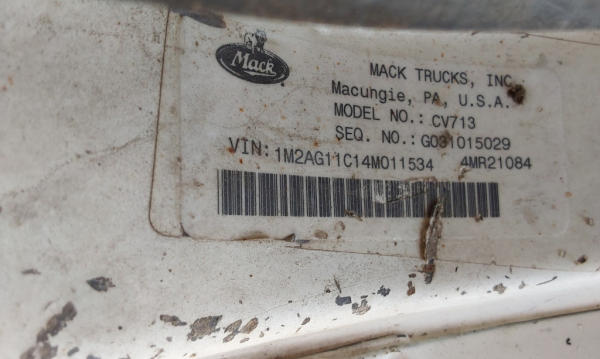 Mack
MACK TRUCKS, INC
Macungie, PA, U.S.A.
MODEL NO.: CV713
SEQ. NO.: G031015029
VIN: 1M2AG11C14M011534 4MR21084